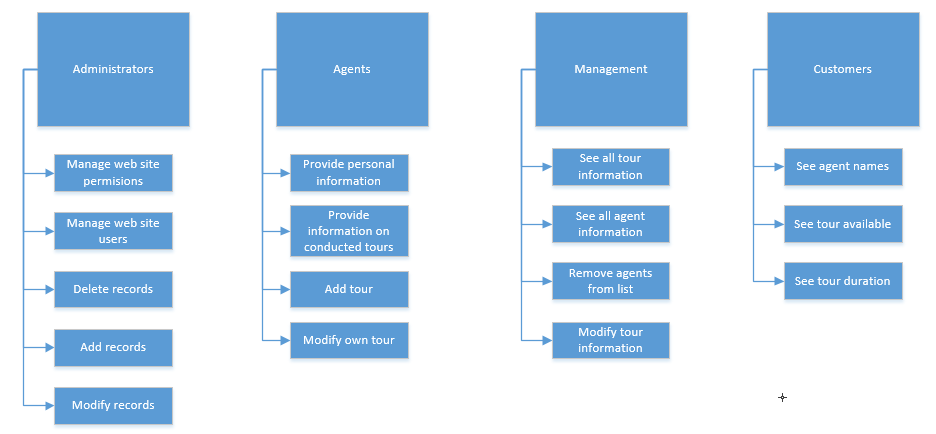 Administrators
Manage web site
permisions
Manage web site
users
Delete records
Add records
Modify records
Agents
Provide personal
information
Provide
information on
conducted tours
Add tour
Modify own tour
Management
See all tour
information
See all agent
information
Remove agents
from list
Modify tour
information
Customers
See agent names
See tour available
See tour duration